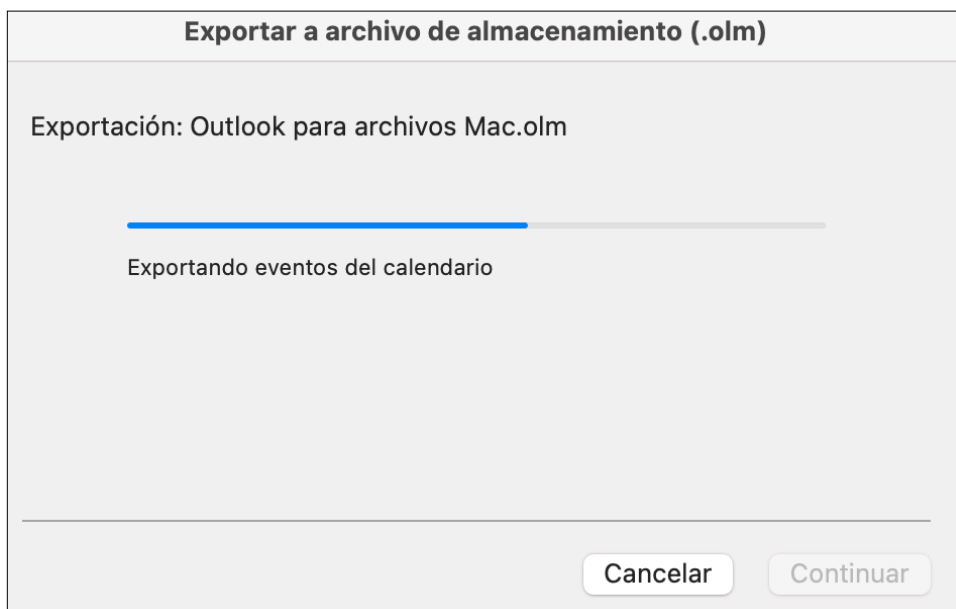 Exportar a archivo de almacenamiento (.olm)
Exportación: Outlook para archivos Mac.olm
Exportando eventos del calendario
Cancelar
Continuar